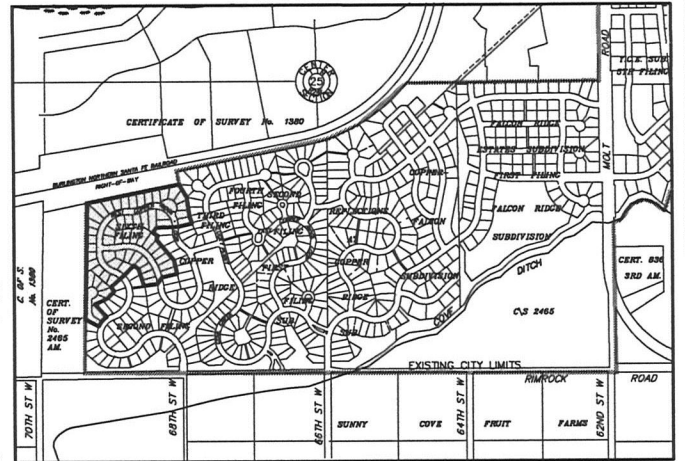 ROAD
T.C.E. SUB.
5TH FILING
CENTER
25
SECTION
CERTIFICATE OF SURVEY No. 1380
FALCON RIDGE
ESTATES SUBDIVISION
FIRST FILING
MOLT
BURLINGTON NORTHERN SANTA FE RAILROAD
RIGHT-OF-WAY
COPPER
FALCON
SUBDIVISION
FALCON RIDGE
SUBDIVISION
FOURTH
FILING
SECOND
FILING
THIRD
FILING
SIXTH
FILING
REFLECTIONS
AT
COPPER
RIDGE
SUB.
COPPER
RIDGE
FIRST
FILING
SUB.
SECOND FILING
DITCH
COVE
CERT. 836
3RD AM.
C\S 2465
C. OF S.
No. 1380
CERT.
OF
SURVEY
No.
2465
AM.
EXISTING CITY LIMITS
RIMROCK ROAD
70TH ST W
68TH ST W
66TH ST W
64TH ST W
62ND ST W
SUNNY COVE FRUIT FARMS